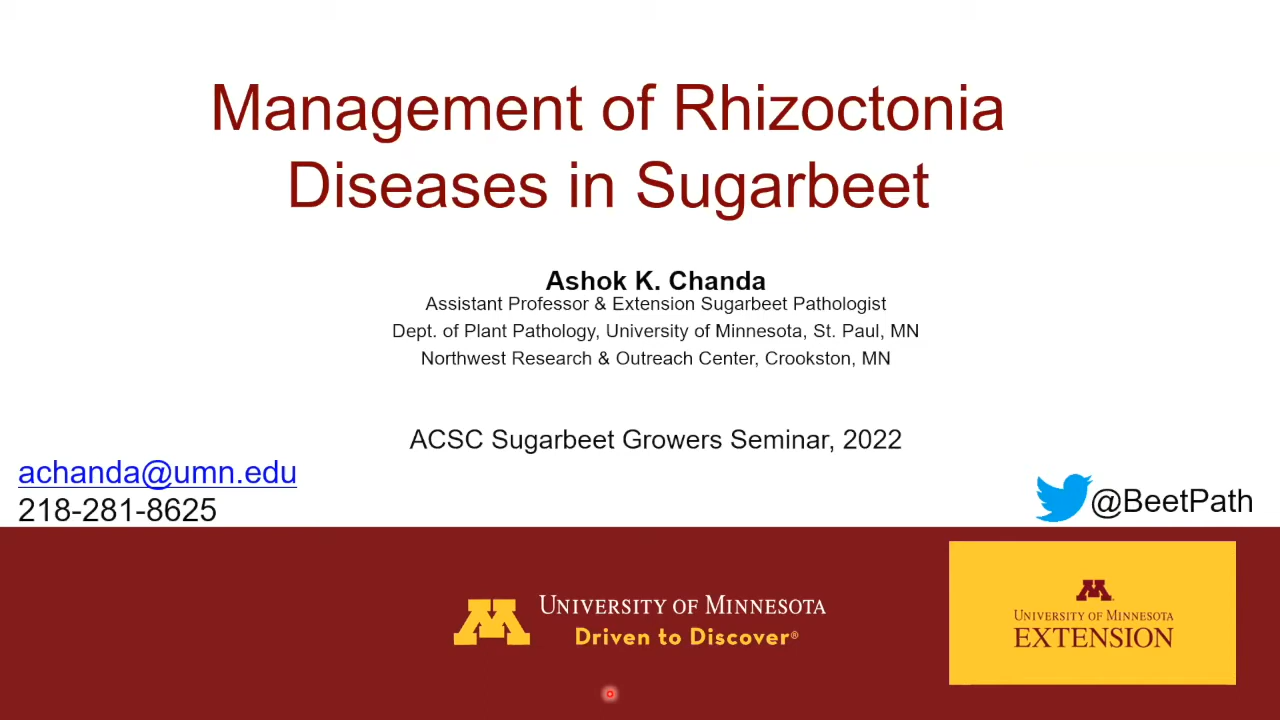 Management of Rhizoctonia
Diseases in Sugarbeet
Ashok K. Chanda
Assistant Professor & Extension Sugarbeet Pathologist
Dept. of Plant Pathology, University of Minnesota, St. Paul, MN
Northwest Research & Outreach Center, Crookston, MN
ACSC Sugarbeet Growers Seminar, 2022
achanda@umn.edu
218-281-8625
@BeetPath
University of Minnesota
Driven to Discover®
University of Minnesota
EXTENSION